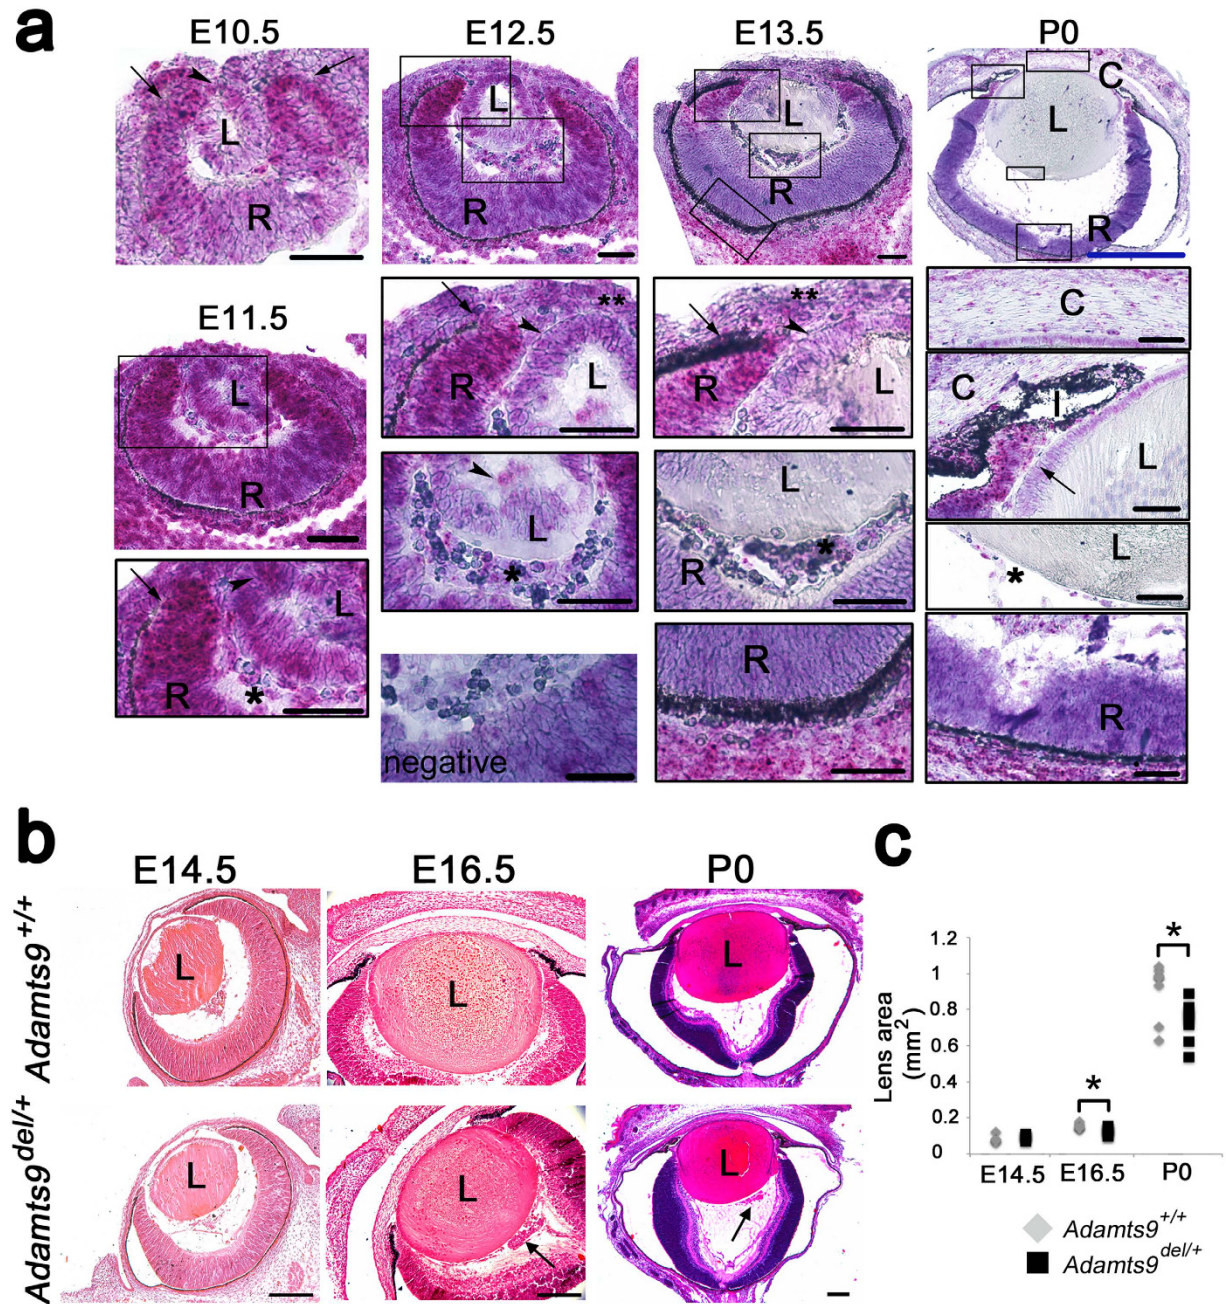 a
E10.5
E12.5
E13.5
P0
L
R
L
R
L
R
C
L
R
E11.5
L
R
**
R
L
**
R
L
C
C
I
L
L
R
*
L
*
L
*
R
L
*
negative
R
R
b
E14.5
E16.5
P0
Adamts9+/+
L
L
L
Adamts9del/+
L
L
L
c
Lens area
(mm2)
1.2
1
0.8
0.6
0.4
0.2
0
*
*
E14.5
E16.5
P0
Adamts9+/+
Adamts9del/+